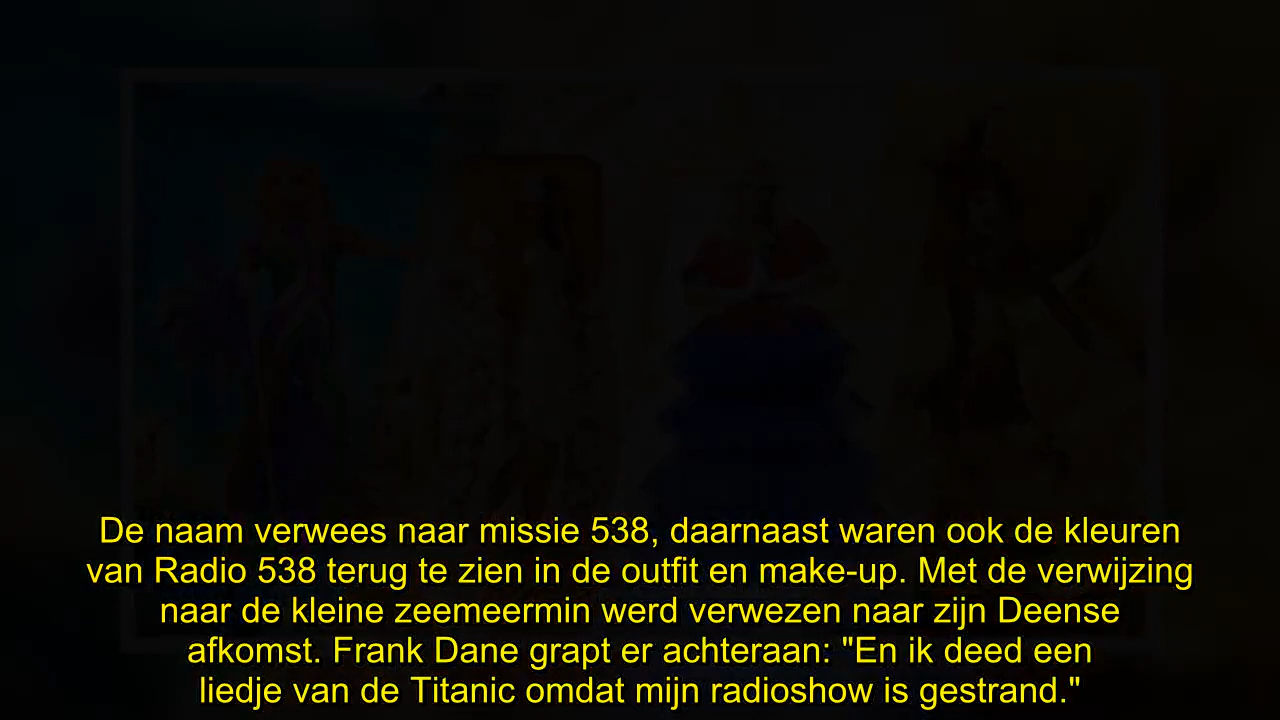 De naam verwees naar missie 538, daarnaast waren ook de kleuren
van Radio 538 terug te zien in de outfit en make-up. Met de verwijzing
naar de kleine zeemeermin werd verwezen naar zijn Deense
afkomst. Frank Dane grapt er achteraan: "En ik deed een
liedje van de Titanic omdat mijn radioshow is gestrand."